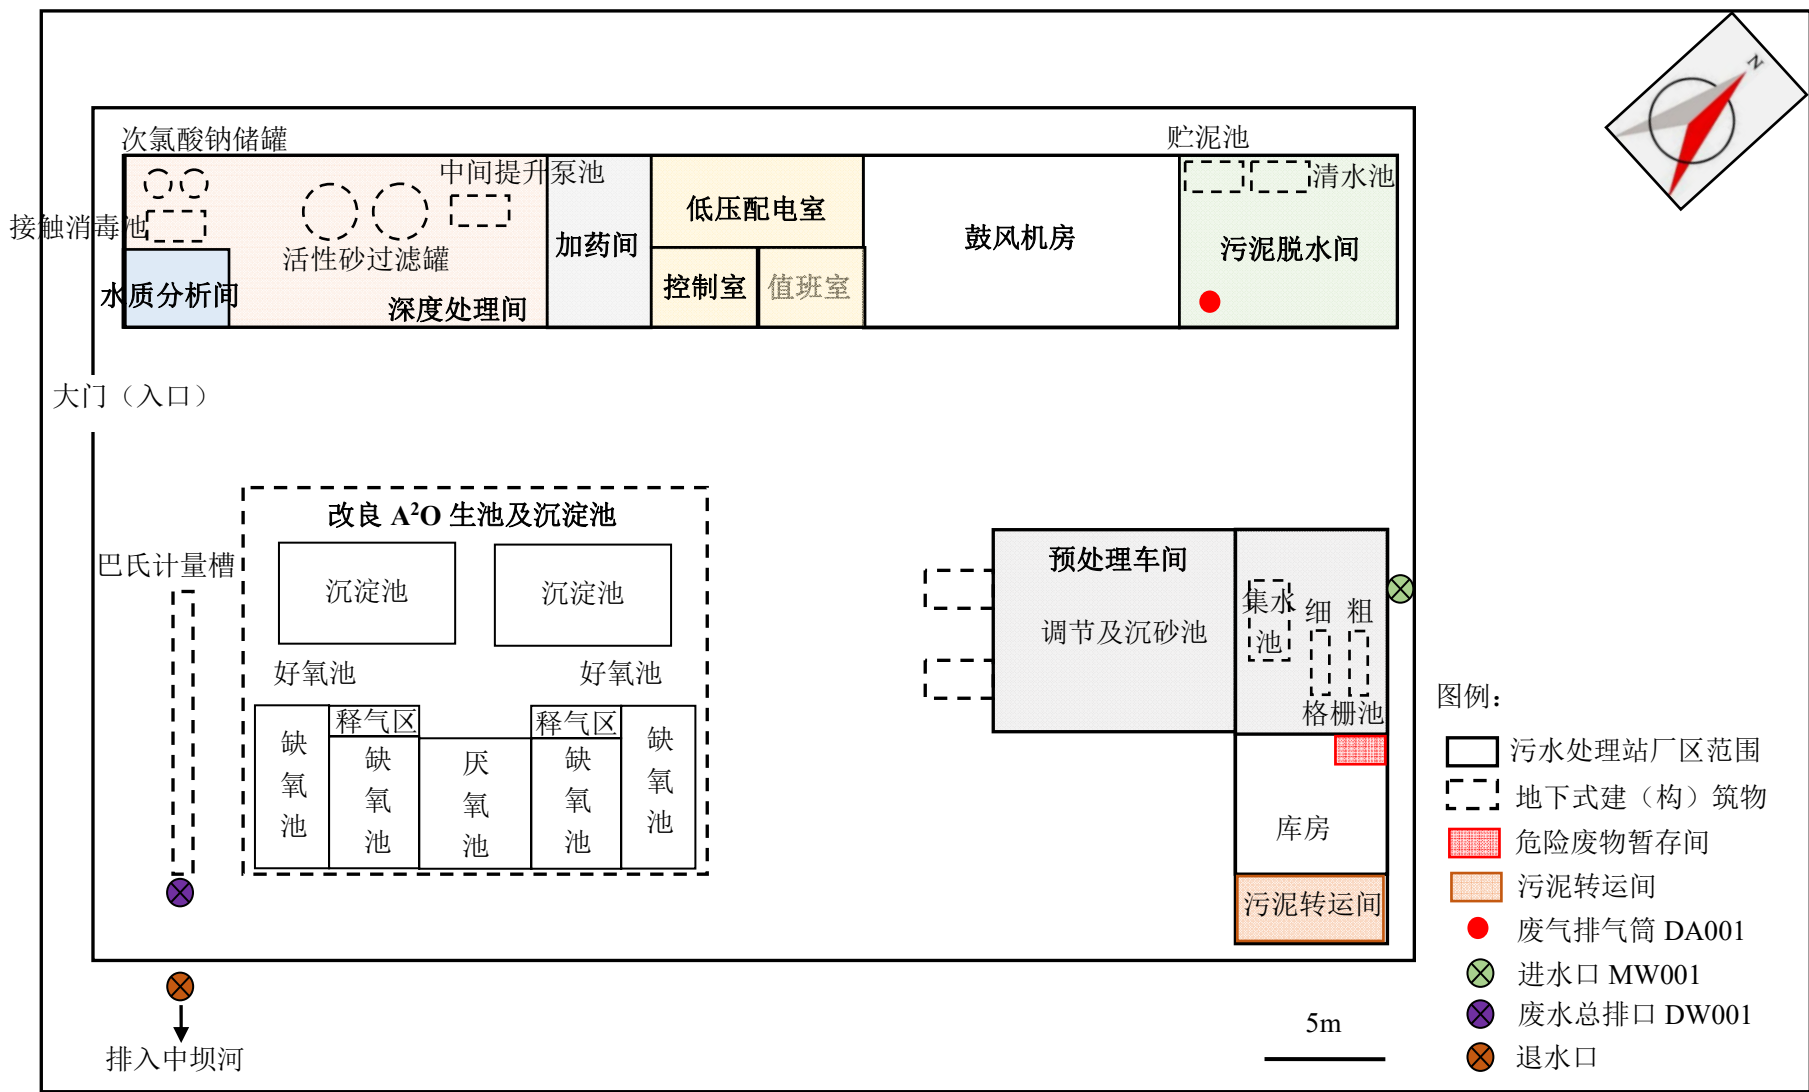 N
次氯酸钠储罐
贮泥池
中间提升泵池
清水池
接触消毒池
低压配电室
加药间
鼓风机房
污泥脱水间
活性砂过滤罐
水质分析间
深度处理间
控制室
值班室
大门（入口）
改良 A²O 生池及沉淀池
巴氏计量槽
沉淀池
沉淀池
好氧池
好氧池
缺氧池
释气区
缺氧池
厌氧池
释气区
缺氧池
缺氧池
预处理车间
调节及沉砂池
集水池
细
粗
格栅池
库房
污泥转运间
排入中坝河
5m
图例：
污水处理站厂区范围
地下式建（构）筑物
危险废物暂存间
污泥转运间
废气排气筒 DA001
进水口 MW001
废水总排口 DW001
退水口